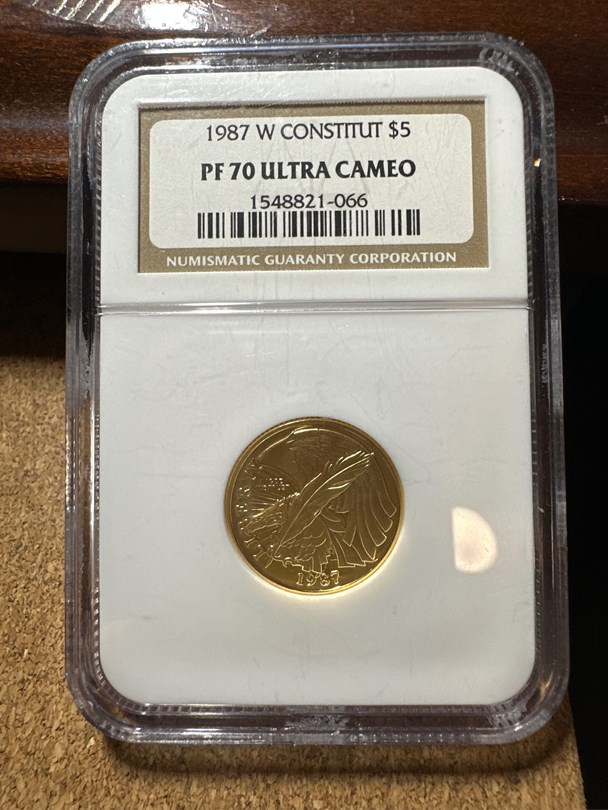 1987 W CONSTITUT $5
PF 70 ULTRA CAMEO
1548821-066
NUMISMATIC GUARANTY CORPORATION
1987